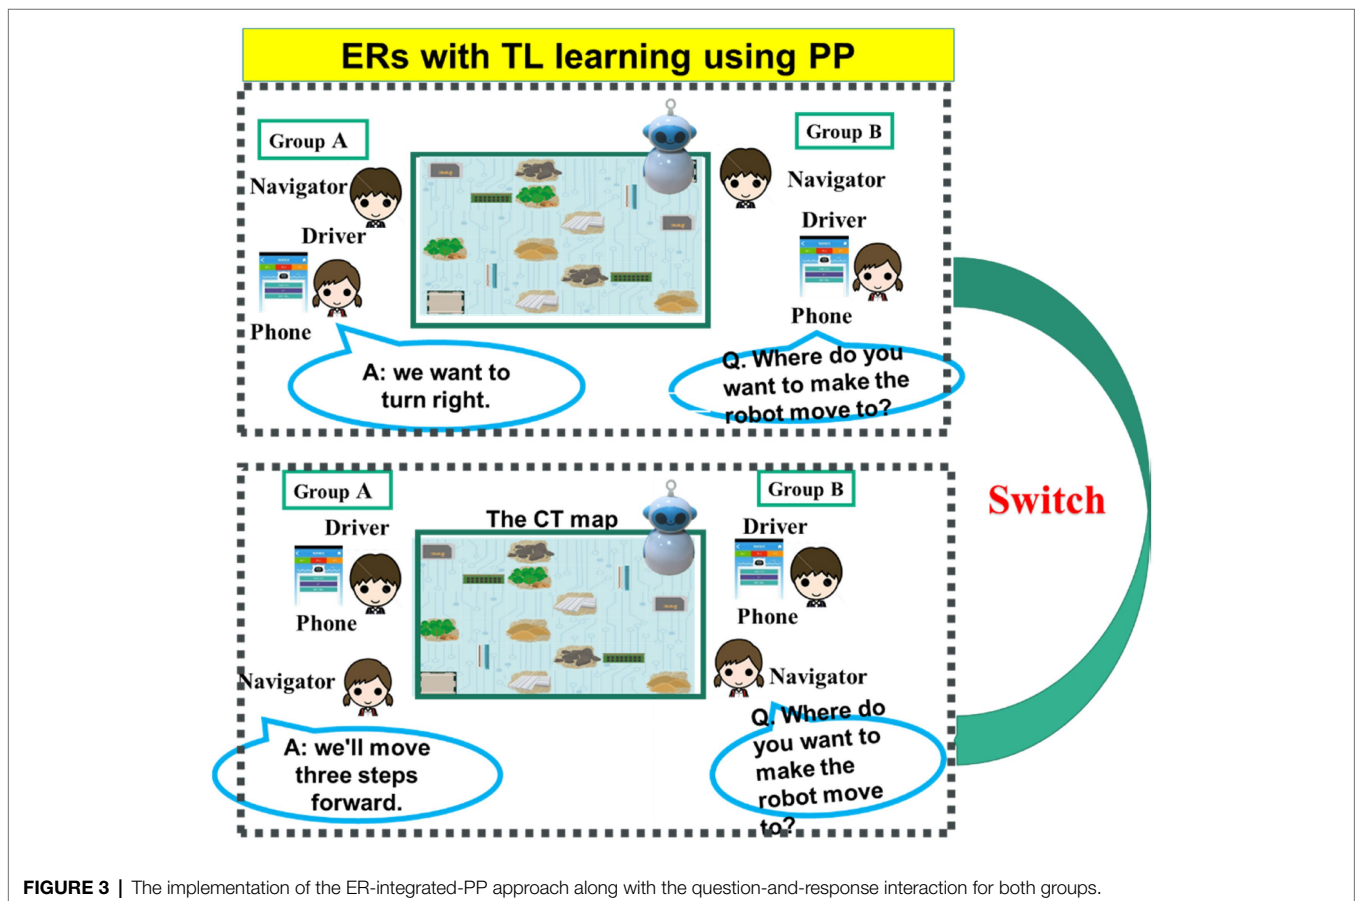 ERs with TL learning using PP
Group A
Group B
Navigator
Navigator
Driver
Driver
Phone
Phone
A: we want to
turn right.
Q. Where do you
want to make the
robot move to?
Switch
Group A
Group B
Driver
The CT map
Driver
Phone
Phone
Navigator
Navigator
A: we'll move
three steps
forward.
Q. Where do
you want to
make the
robot move
to?
FIGURE 3 | The implementation of the ER-integrated-PP approach along with the question-and-response interaction for both groups.